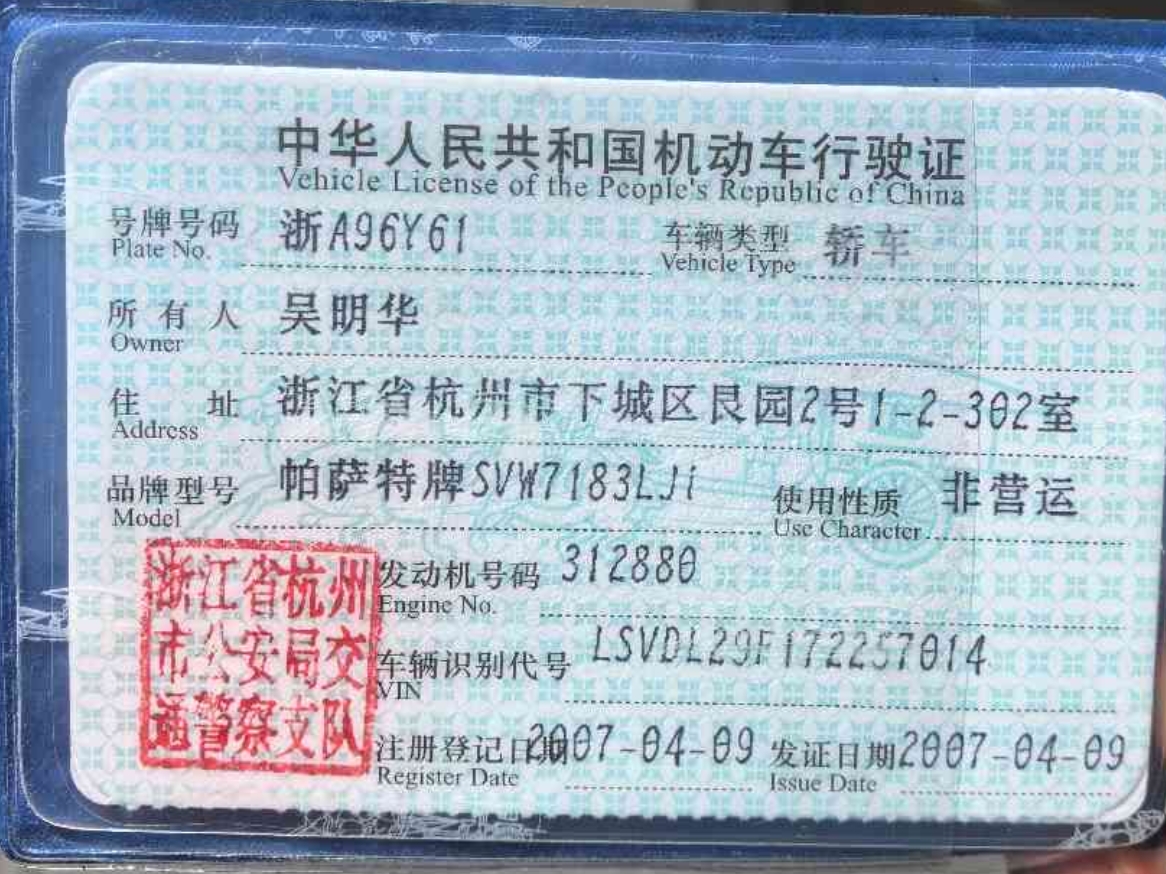 中华人民共和国机动车行驶证
Vehicle License of the People's Republic of China
号牌号码 浙A96Y61 车辆类型 轿车
Plate No. Vehicle Type
所有人 吴明华
Owner
住址 浙江省杭州市下城区艮园2号1-2-302室
Address
品牌型号 帕萨特牌SVW7183LJi 使用性质 非营运
Model Use Character
浙江省杭州市公安局交通警察支队
发动机号码 312880
Engine No.
车辆识别代号 LSVDL29F172257014
VIN
注册登记日期 2007-04-09 发证日期 2007-04-09
Register Date Issue Date